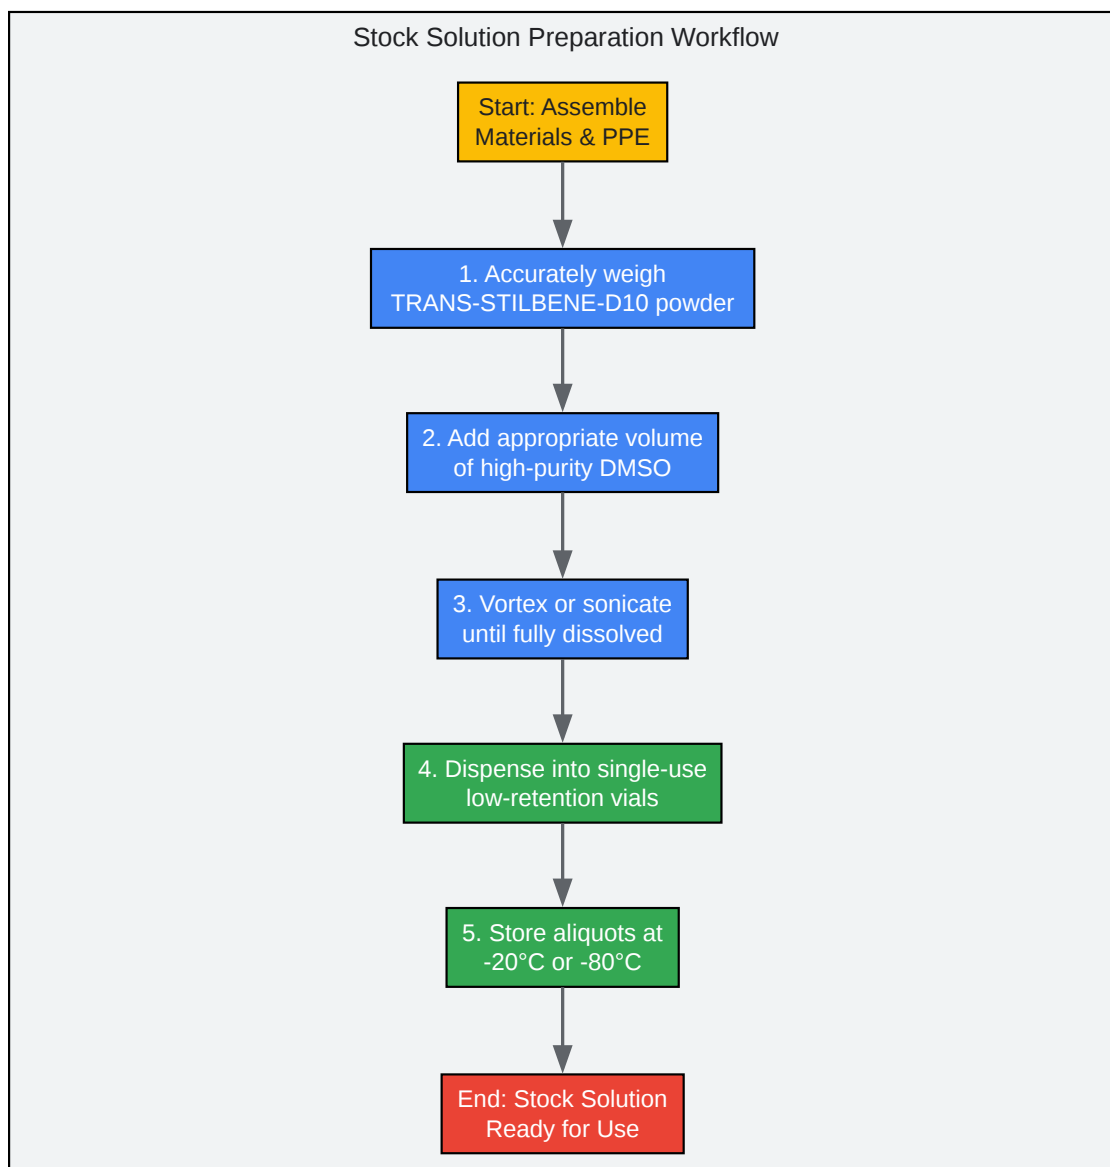 Stock Solution Preparation Workflow
Start: Assemble
Materials & PPE
1. Accurately weigh
TRANS-STILBENE-D10 powder
2. Add appropriate volume
of high-purity DMSO
3. Vortex or sonicate
until fully dissolved
4. Dispense into single-use
low-retention vials
5. Store aliquots at
-20°C or -80°C
End: Stock Solution
Ready for Use